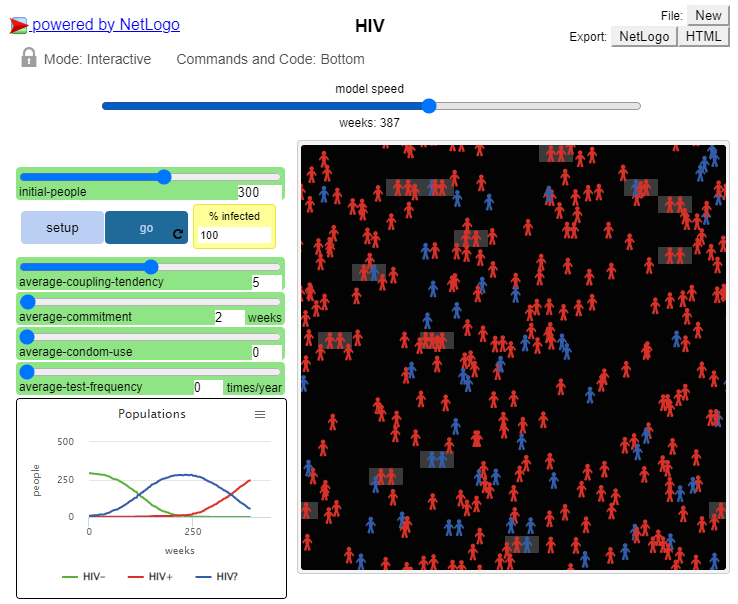 powered by NetLogo
HIV
File: New
Export: NetLogo HTML
Mode: Interactive Commands and Code: Bottom
model speed
weeks: 387
initial-people 300
setup go
% infected
100
average-coupling-tendency 5
average-commitment 2 weeks
average-condom-use 0
average-test-frequency 0 times/year
Populations
people
500
250
0
0 250
weeks
HIV− HIV+ HIV?